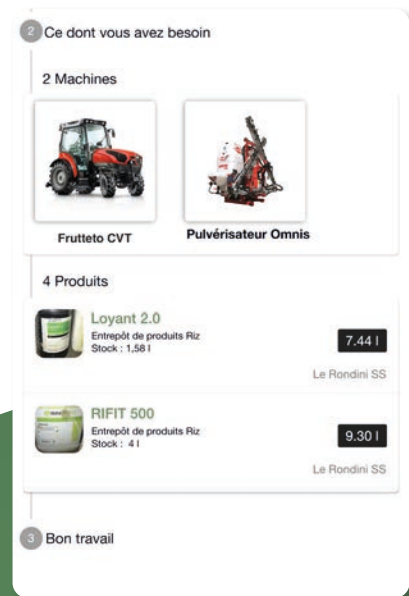 2 Ce dont vous avez besoin
2 Machines
Frutteto CVT
Pulvérisateur Omnis
4 Produits
Loyant 2.0
Entrepôt de produits Riz
Stock : 1,58 l
7.44 l
Le Rondini SS
RIFIT 500
Entrepôt de produits Riz
Stock : 4 l
9.30 l
Le Rondini SS
3 Bon travail